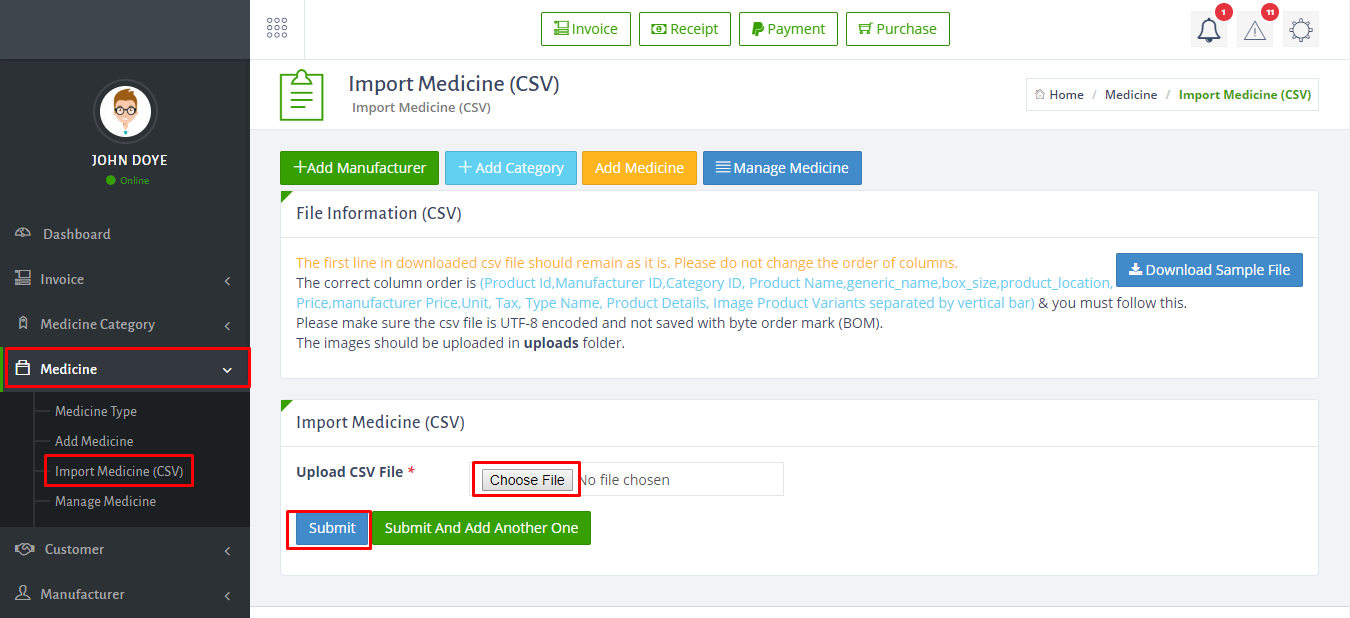 Invoice
Receipt
Payment
Purchase
1
11
JOHN DOYE
Online
Dashboard
Invoice
Medicine Category
Medicine
Medicine Type
Add Medicine
Import Medicine (CSV)
Manage Medicine
Customer
Manufacturer
Import Medicine (CSV)
Import Medicine (CSV)
Home / Medicine / Import Medicine (CSV)
+Add Manufacturer
+ Add Category
Add Medicine
Manage Medicine
File Information (CSV)
The first line in downloaded csv file should remain as it is. Please do not change the order of columns.
Download Sample File
The correct column order is (Product Id,Manufacturer ID,Category ID, Product Name,generic_name,box_size,product_location,
Price,manufacturer Price,Unit, Tax, Type Name, Product Details, Image Product Variants separated by vertical bar) & you must follow this.
Please make sure the csv file is UTF-8 encoded and not saved with byte order mark (BOM).
The images should be uploaded in uploads folder.
Import Medicine (CSV)
Upload CSV File *
Choose File
No file chosen
Submit
Submit And Add Another One